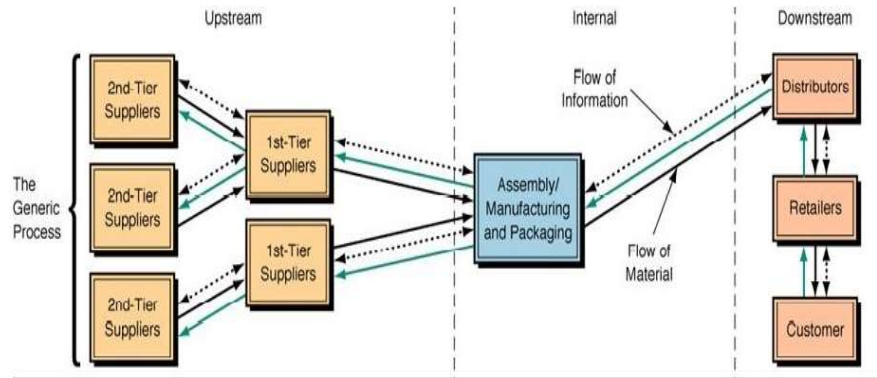 Upstream
Internal
Downstream
The
Generic
Process
2nd-Tier
Suppliers
2nd-Tier
Suppliers
2nd-Tier
Suppliers
1st-Tier
Suppliers
1st-Tier
Suppliers
Assembly/
Manufacturing
and Packaging
Flow of
Information
Flow of
Material
Distributors
Retailers
Customer